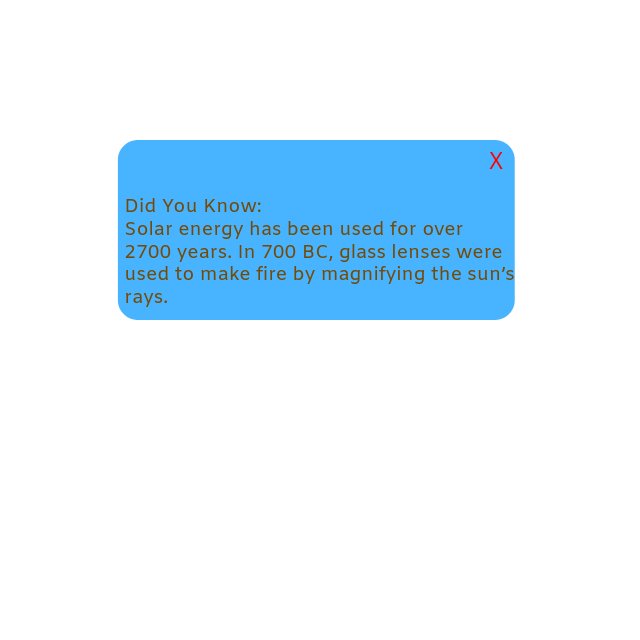 X
Did You Know:
Solar energy has been used for over
2700 years. In 700 BC, glass lenses were
used to make fire by magnifying the sun’s
rays.